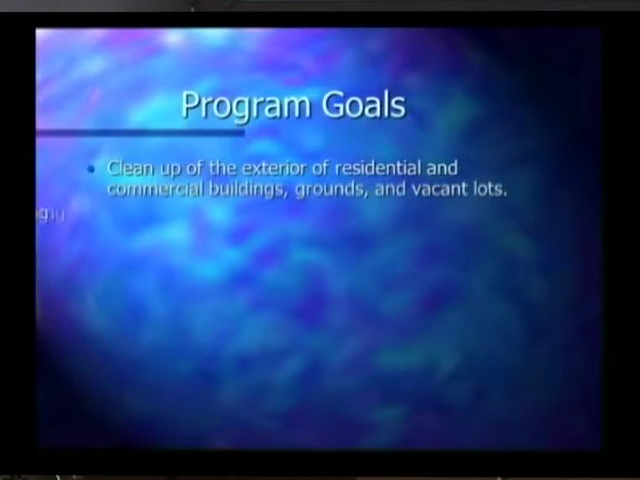 Program Goals
• Clean up of the exterior of residential and
commercial buildings, grounds, and vacant lots.